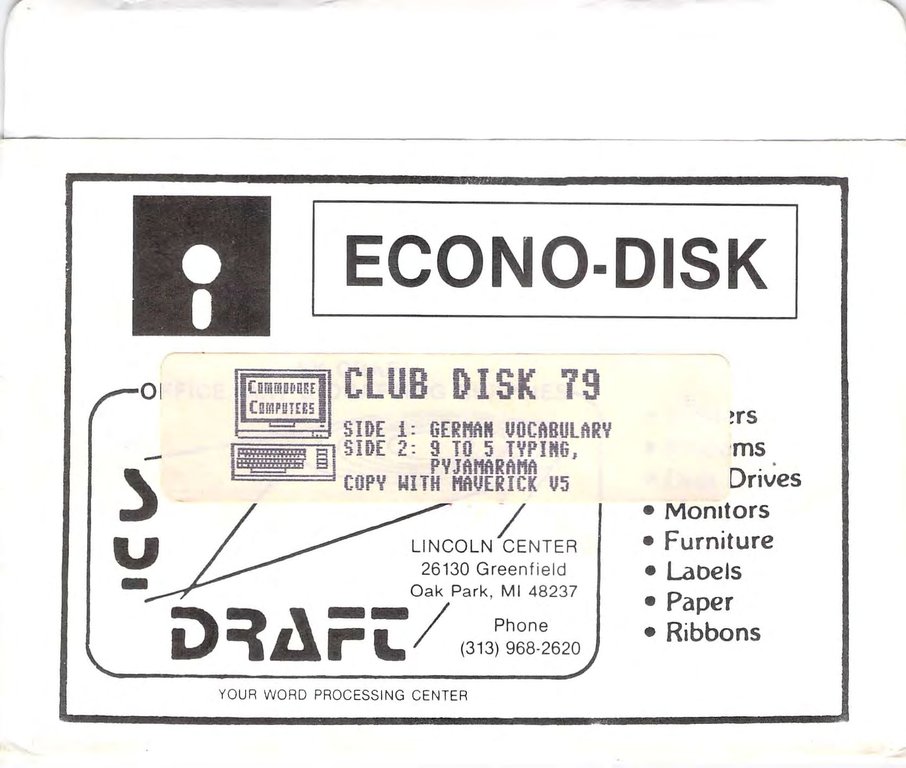 ECONO-DISK
COMMODORE
COMPUTERS
CLUB DISK 79
SIDE 1: GERMAN VOCABULARY
SIDE 2: 9 TO 5 TYPING,
PYJAMARAMA
COPY WITH MAVERICK V5
Drives
• Monitors
• Furniture
• Labels
• Paper
• Ribbons
LINCOLN CENTER
26130 Greenfield
Oak Park, MI 48237
Phone
(313) 968-2620
DRAFT
YOUR WORD PROCESSING CENTER